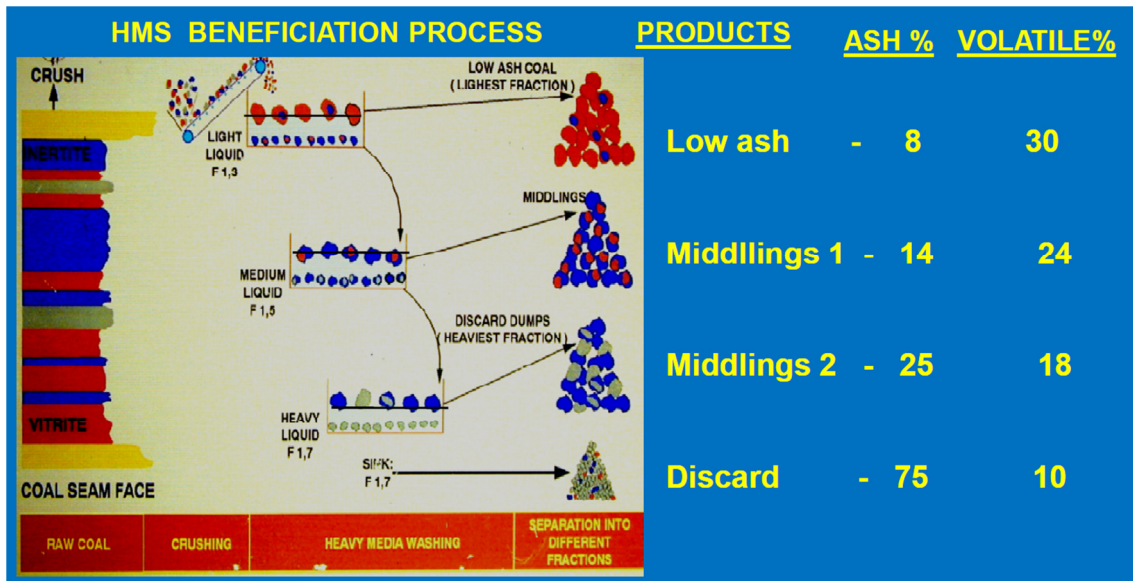 HMS BENEFICIATION PROCESS
PRODUCTS
ASH %
VOLATILE%
CRUSH
LOW ASH COAL
( LIGHTEST FRACTION )
INERTITE
LIGHT
LIQUID
F 1,3
Low ash - 8 30
MIDDLINGS
MEDIUM
LIQUID
F 1,5
Middllings 1 - 14 24
DISCARD DUMPS
( HEAVIEST FRACTION )
Middlings 2 - 25 18
VITRITE
HEAVY
LIQUID
F 1,7
SINK:
F 1,7
Discard - 75 10
COAL SEAM FACE
RAW COAL
CRUSHING
HEAVY MEDIA WASHING
SEPARATION INTO
DIFFERENT
FRACTIONS